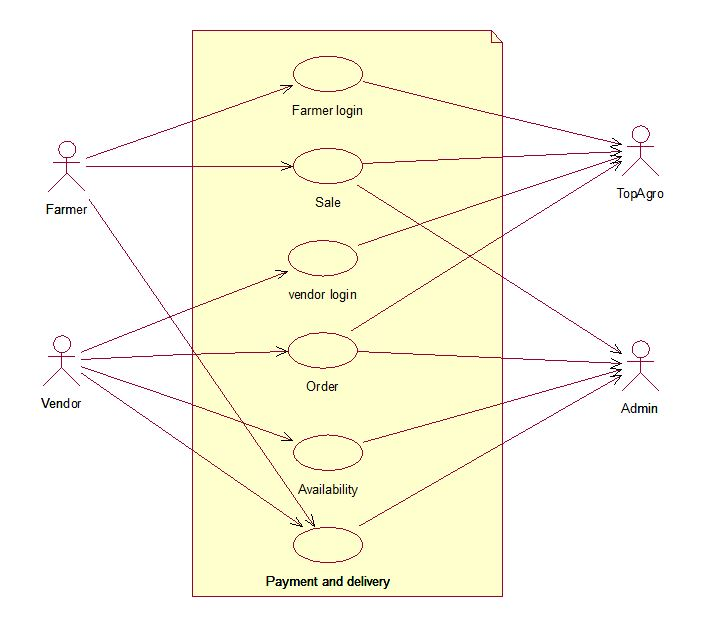 Farmer login
Farmer
Sale
TopAgro
vendor login
Order
Vendor
Admin
Availability
Payment and delivery